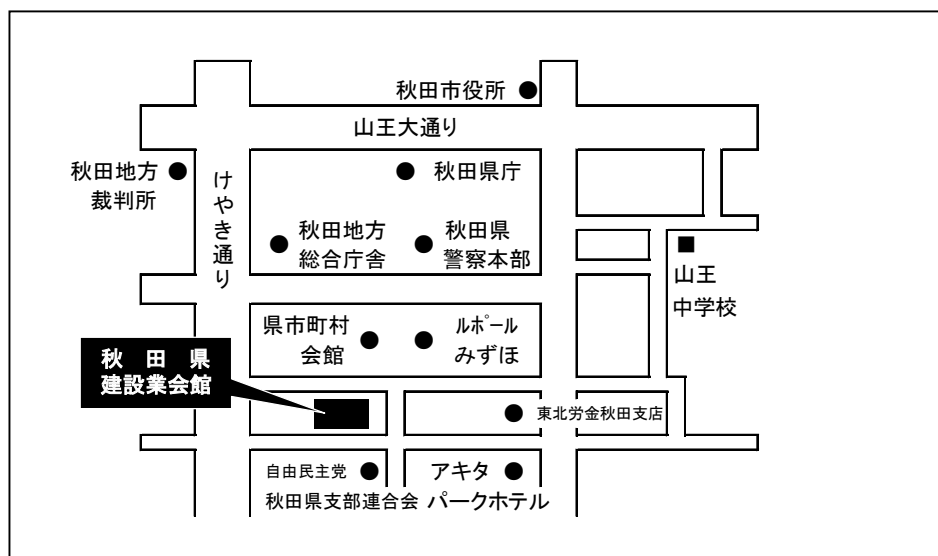 秋田市役所
山王大通り
秋田地方
裁判所
けやき通り
秋田県庁
秋田地方
総合庁舎
秋田県
警察本部
山王
中学校
県市町村
会館
ﾙﾎﾟｰﾙ
みずほ
秋田県
建設業会館
東北労金秋田支店
自由民主党
秋田県支部連合会
アキタ
パークホテル